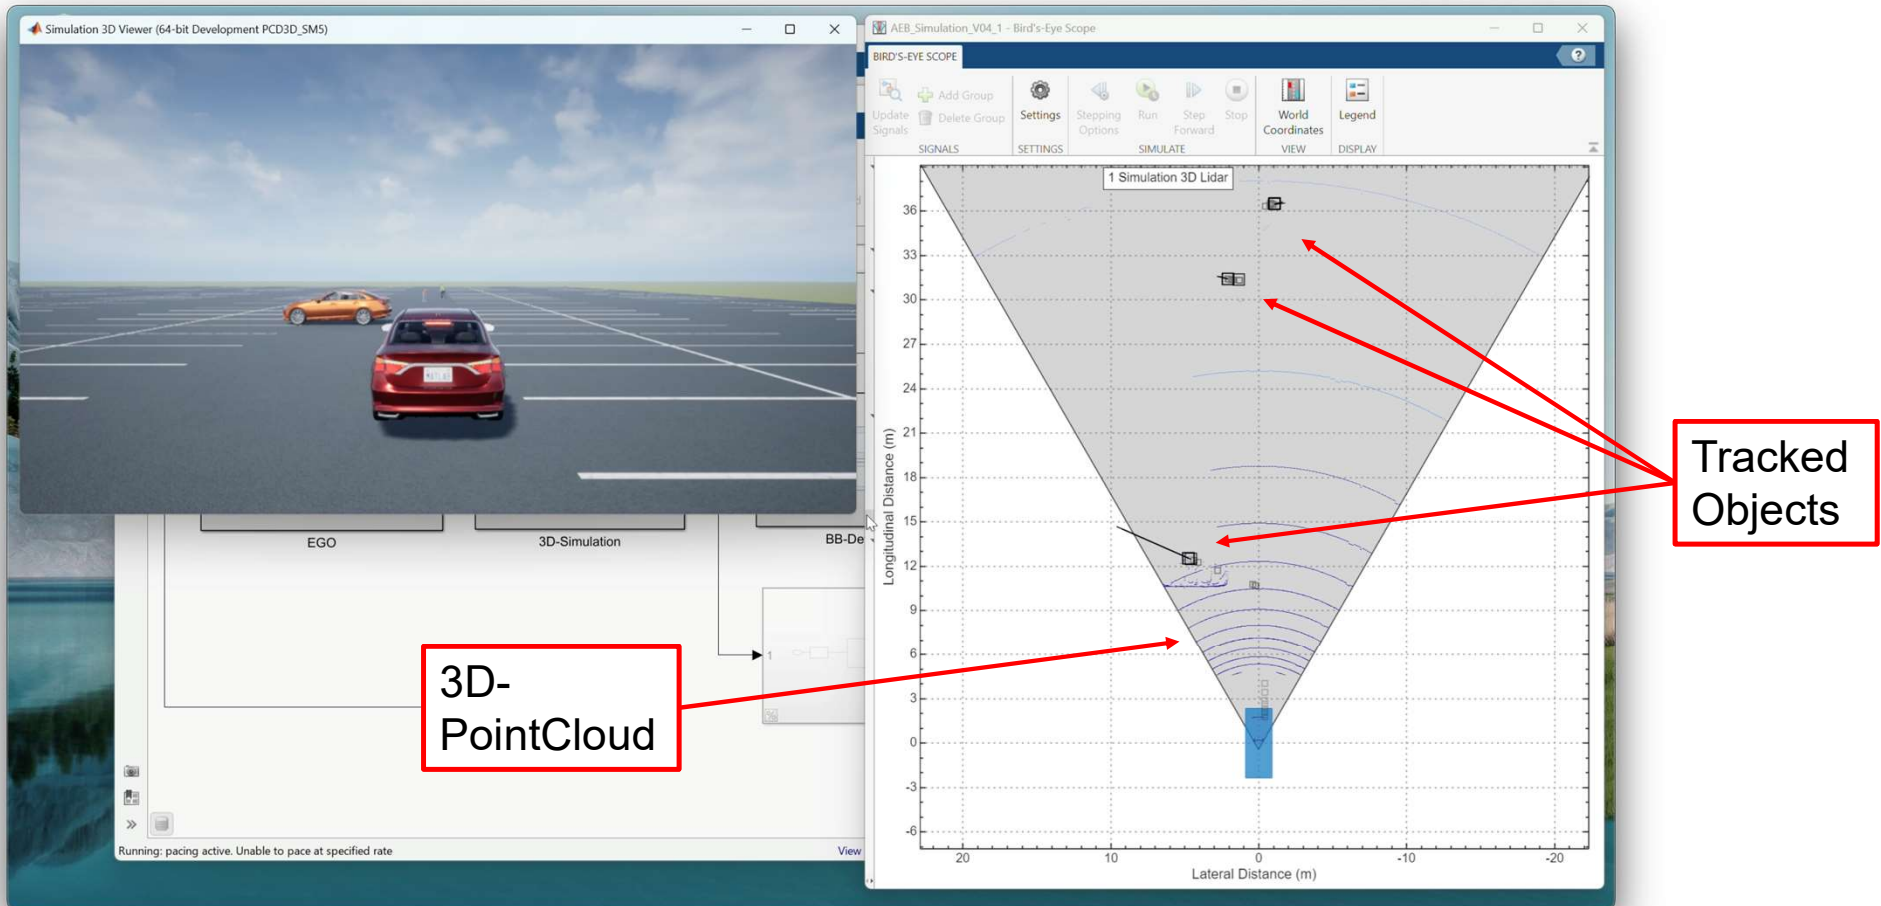 Simulation 3D Viewer (64-bit Development PCD3D_SM5)
MATLAB
EGO
3D-Simulation
BB-De
1
Running: pacing active. Unable to pace at specified rate
View
AEB_Simulation_V04_1 - Bird's-Eye Scope
BIRD'S-EYE SCOPE
?
Update
Signals
Add Group
Delete Group
Settings
Stepping
Options
Run
Step
Forward
Stop
World
Coordinates
Legend
SIGNALS
SETTINGS
SIMULATE
VIEW
DISPLAY
1 Simulation 3D Lidar
36
33
30
27
24
21
18
15
12
9
6
3
0
-3
-6
Longitudinal Distance (m)
20
10
0
-10
-20
Lateral Distance (m)
3D-
PointCloud
Tracked
Objects